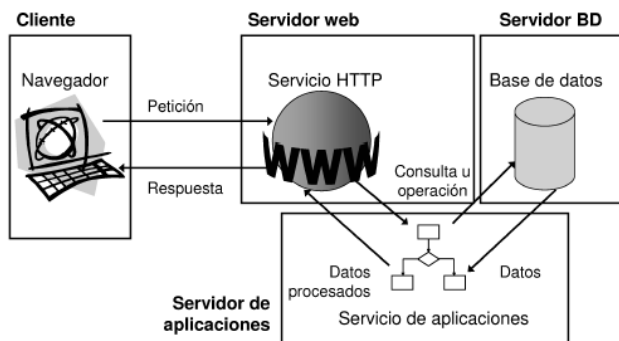 Cliente
Servidor web
Servidor BD
Navegador
Servicio HTTP
Base de datos
Petición
WWW
Respuesta
Consulta u
operación
Datos
procesados
Datos
Servidor de
aplicaciones
Servicio de aplicaciones